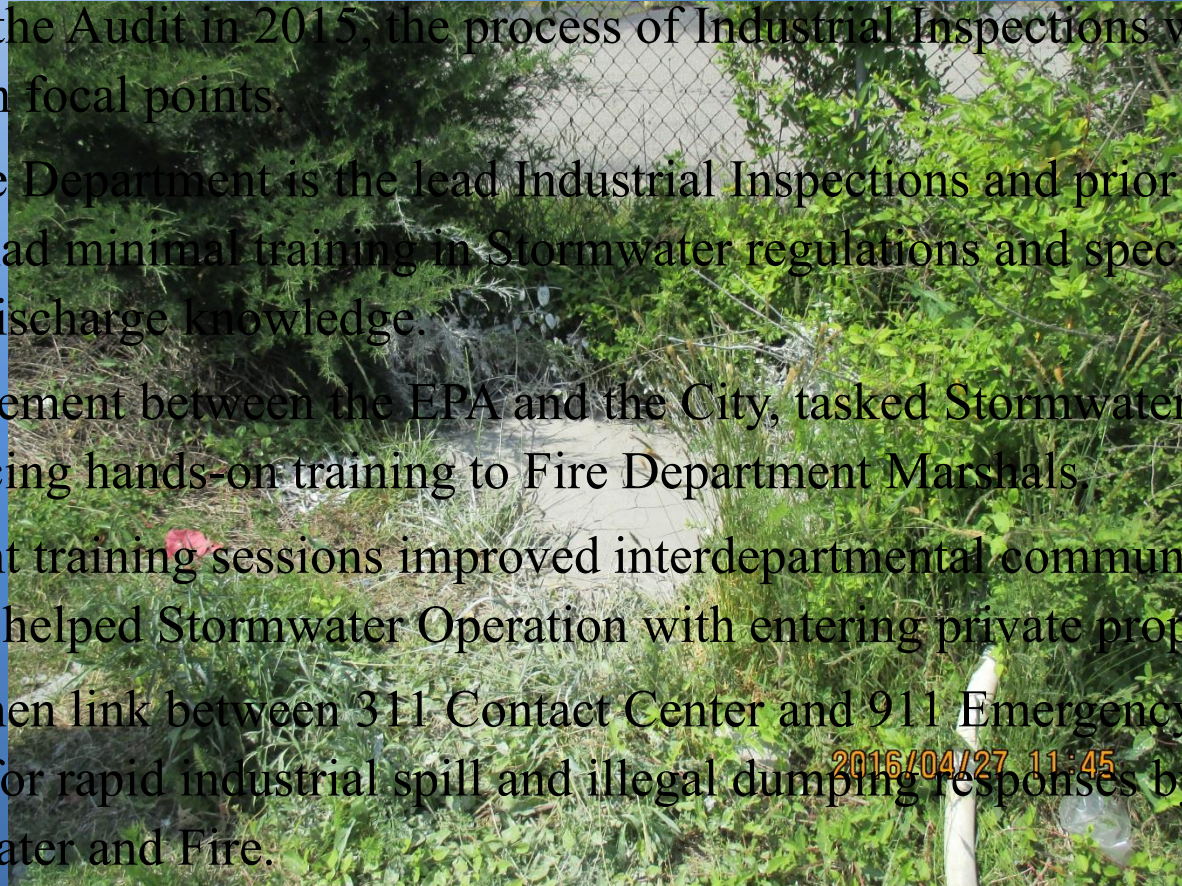 the Audit in 2015, the process of Industrial Inspections
focal points.
Department is the lead Industrial Inspections and prior
ad minimal training in Stormwater regulations and spec
ischarge knowledge.
ement between the EPA and the City, tasked Stormwater
cing hands-on training to Fire Department Marshals.
t training sessions improved interdepartmental commun
helped Stormwater Operation with entering private prop
en link between 311 Contact Center and 911 Emergency
2016/04/27 11:45
or rapid industrial spill and illegal dumping responses by
ater and Fire.